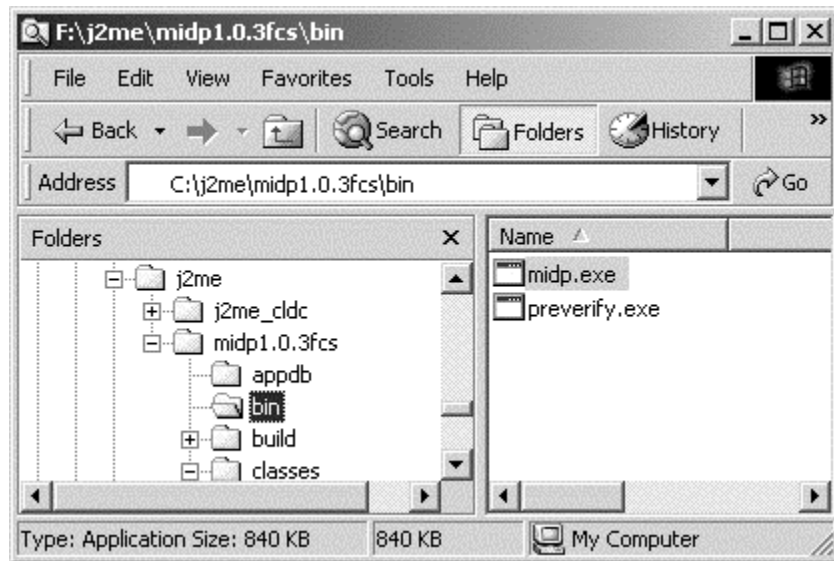 F:\j2me\midp1.0.3fcs\bin
File Edit View Favorites Tools Help
Back Search Folders History »
Address C:\j2me\midp1.0.3fcs\bin Go
Folders Name
j2me midp.exe
j2me_cldc preverify.exe
midp1.0.3fcs
appdb
bin
build
classes
Type: Application Size: 840 KB 840 KB My Computer